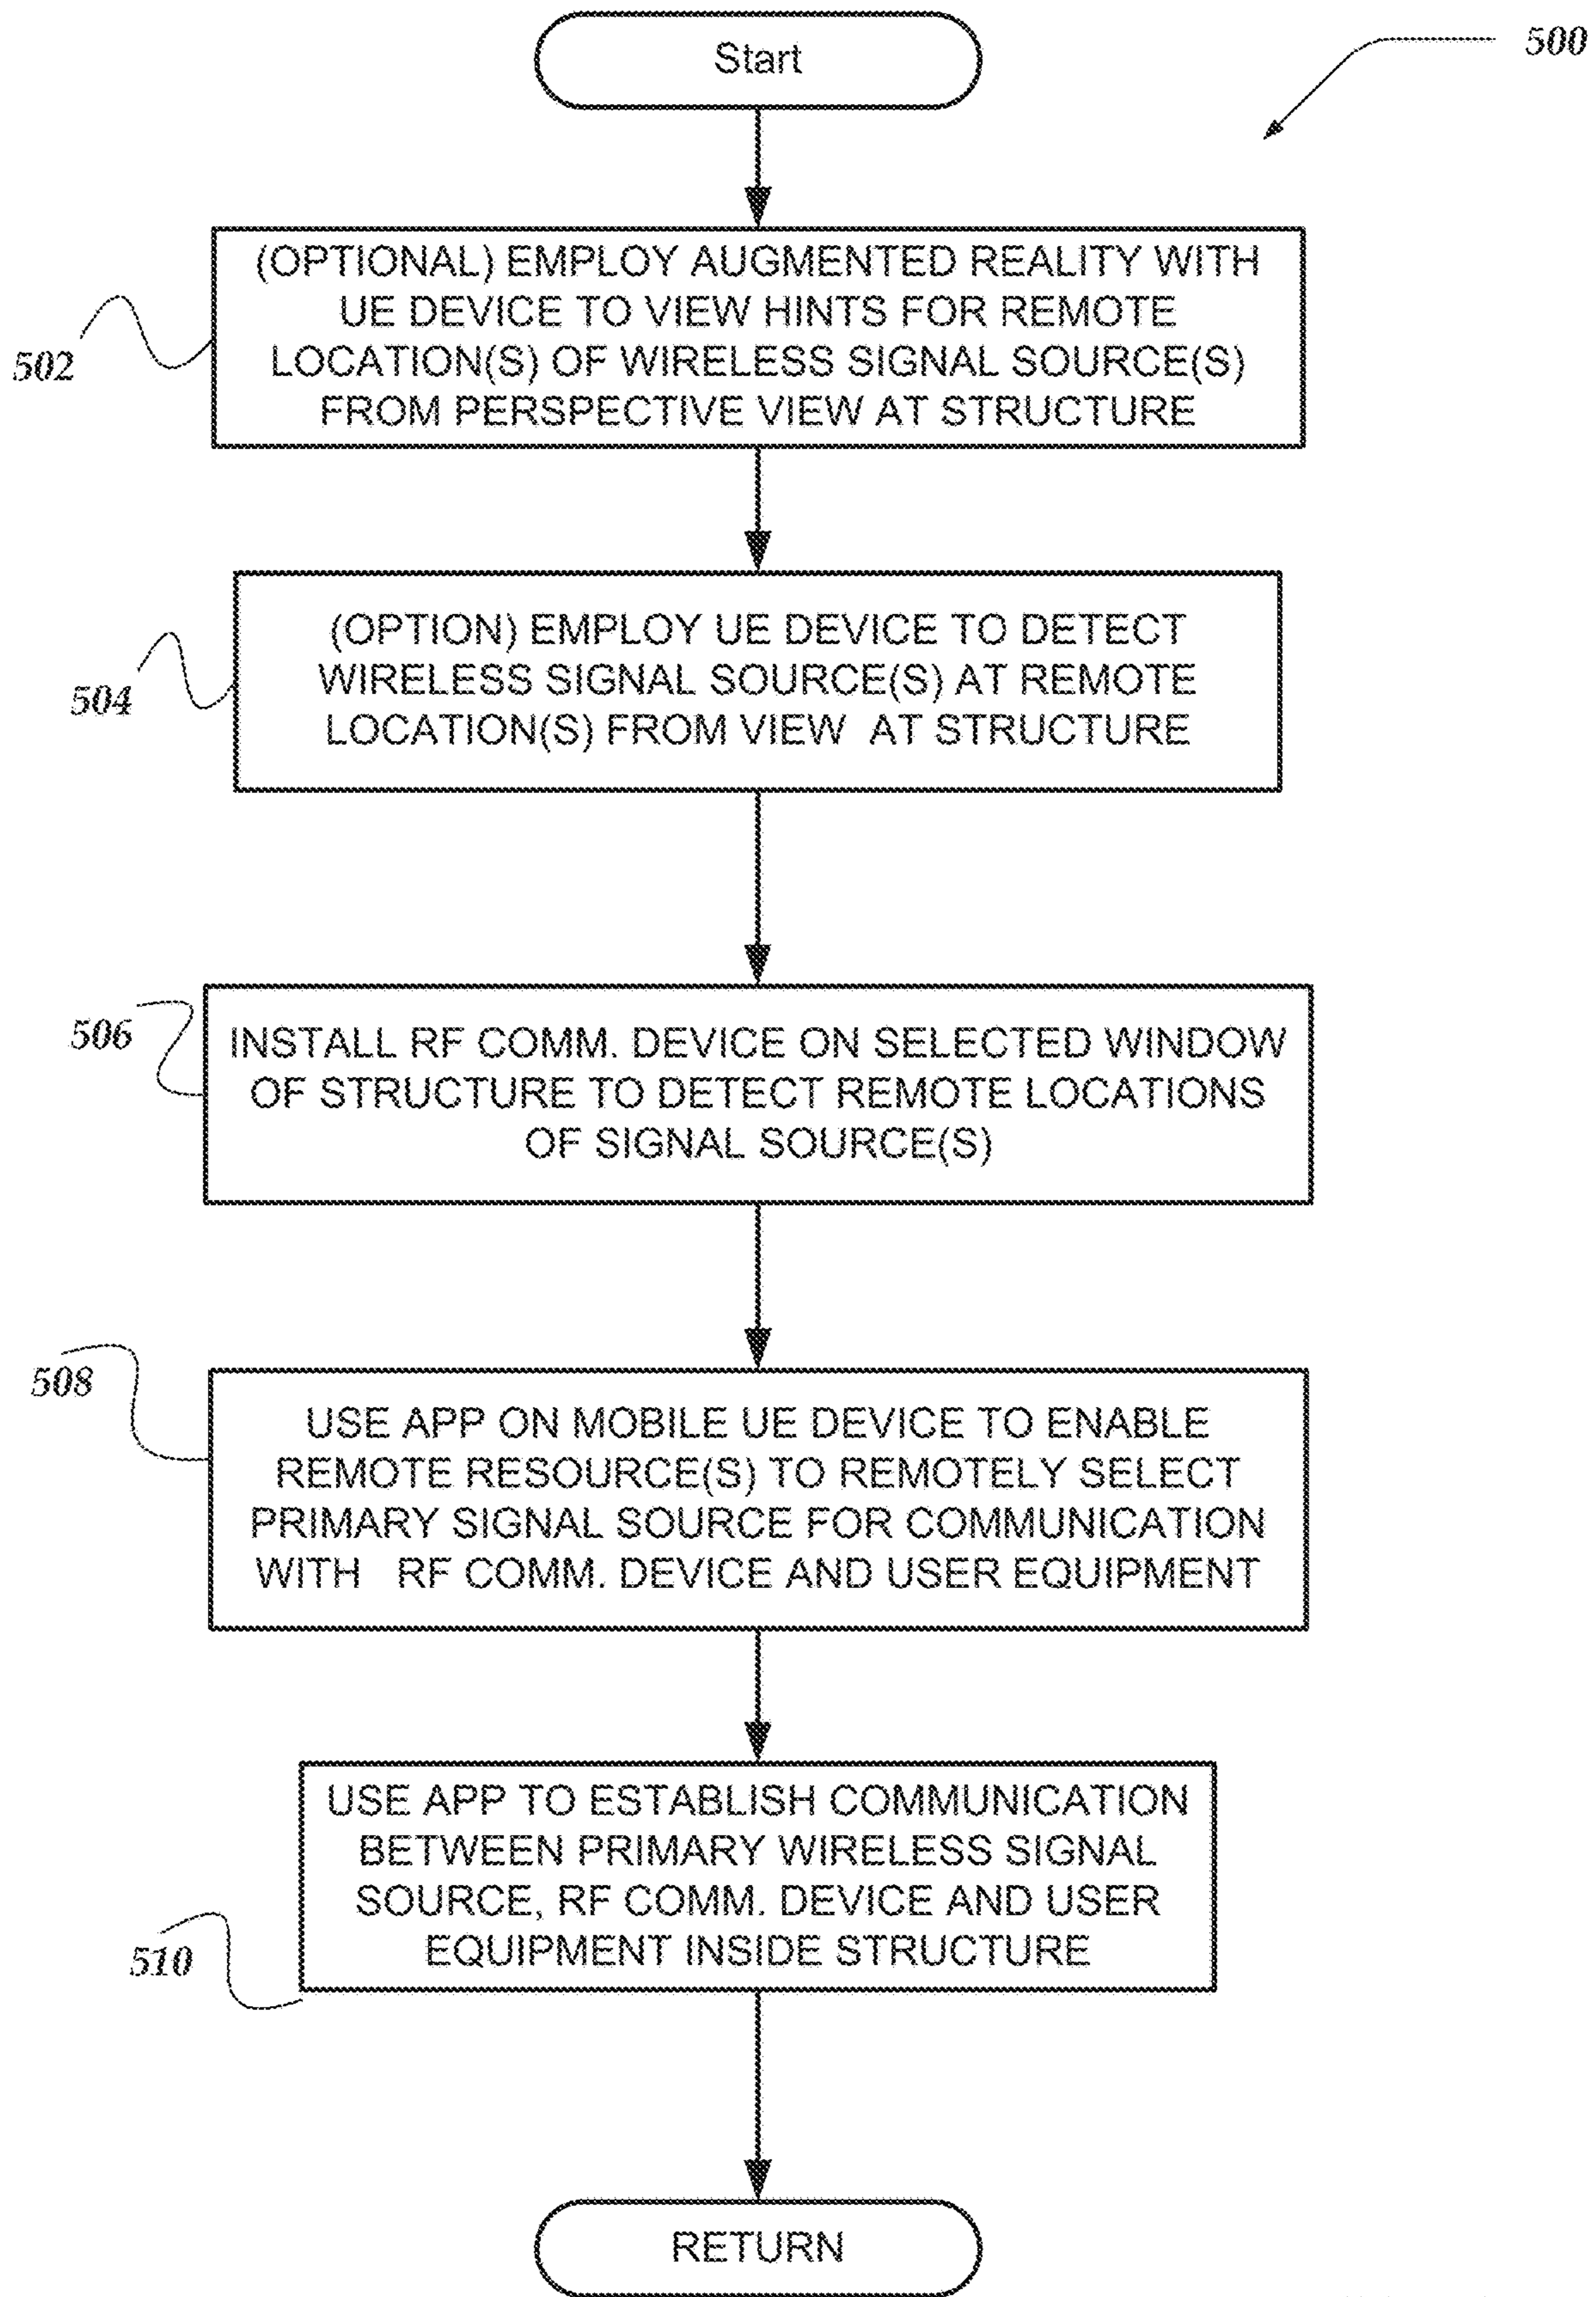 Start
500
(OPTIONAL) EMPLOY AUGMENTED REALITY WITH
UE DEVICE TO VIEW HINTS FOR REMOTE
LOCATION(S) OF WIRELESS SIGNAL SOURCE(S)
FROM PERSPECTIVE VIEW AT STRUCTURE
502
(OPTION) EMPLOY UE DEVICE TO DETECT
WIRELESS SIGNAL SOURCE(S) AT REMOTE
LOCATION(S) FROM VIEW AT STRUCTURE
504
INSTALL RF COMM. DEVICE ON SELECTED WINDOW
OF STRUCTURE TO DETECT REMOTE LOCATIONS
OF SIGNAL SOURCE(S)
506
USE APP ON MOBILE UE DEVICE TO ENABLE
REMOTE RESOURCE(S) TO REMOTELY SELECT
PRIMARY SIGNAL SOURCE FOR COMMUNICATION
WITH RF COMM. DEVICE AND USER EQUIPMENT
508
USE APP TO ESTABLISH COMMUNICATION
BETWEEN PRIMARY WIRELESS SIGNAL
SOURCE, RF COMM. DEVICE AND USER
EQUIPMENT INSIDE STRUCTURE
510
RETURN